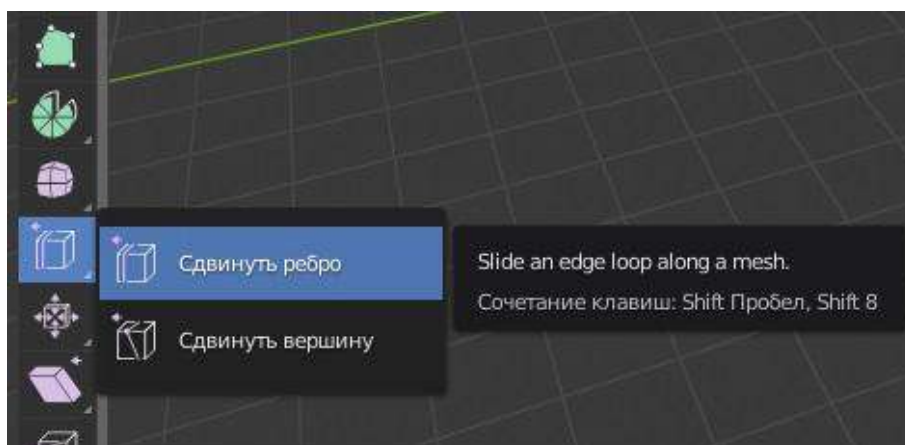 Сдвинуть ребро
Slide an edge loop along a mesh.
Сочетание клавиш: Shift Пробел, Shift 8
Сдвинуть вершину